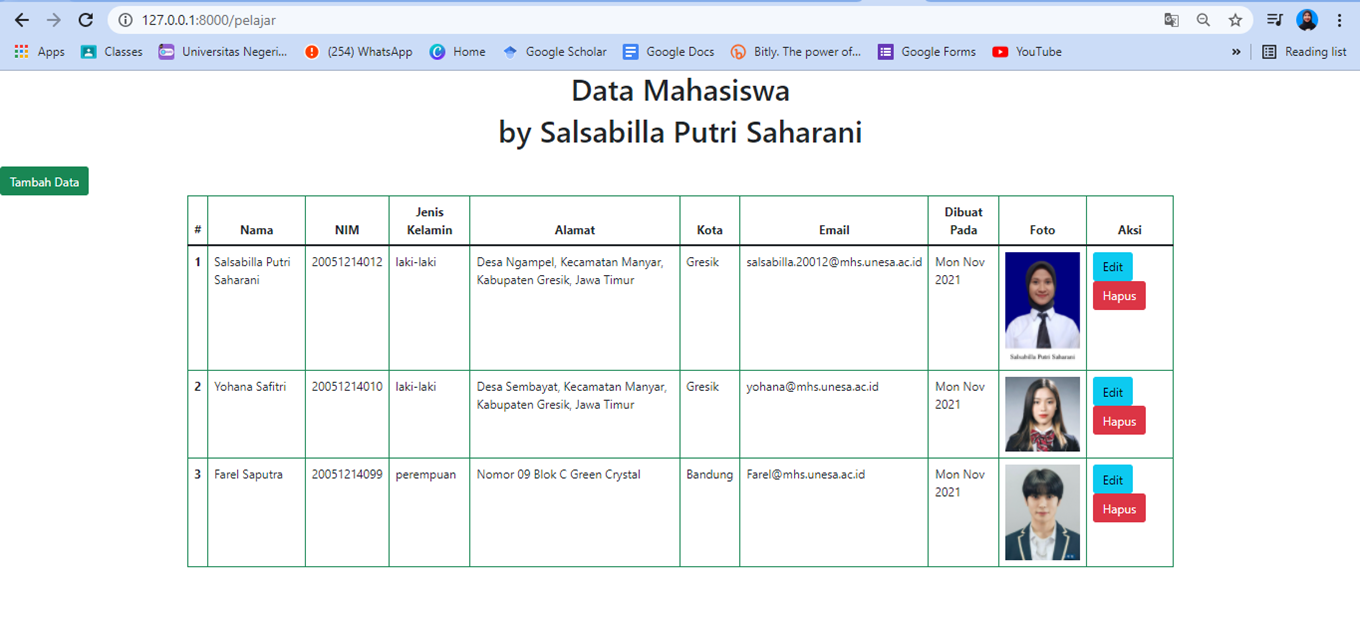 127.0.0.1:8000/pelajar
Apps Classes Universitas Negeri... (254) WhatsApp Home Google Scholar Google Docs Bitly. The power of... Google Forms YouTube » Reading list
Data Mahasiswa
by Salsabilla Putri Saharani
Tambah Data
# Nama NIM Jenis Kelamin Alamat Kota Email Dibuat Pada Foto Aksi
1 Salsabilla Putri 20051214012 laki-laki Desa Ngampel, Kecamatan Manyar, Gresik salsabilla.20012@mhs.unesa.ac.id Mon Nov Edit
Saharani Kabupaten Gresik, Jawa Timur 2021 Hapus
Salsabilla Putri Saharani
2 Yohana Safitri 20051214010 laki-laki Desa Sembayat, Kecamatan Manyar, Gresik yohana@mhs.unesa.ac.id Mon Nov Edit
Kabupaten Gresik, Jawa Timur 2021 Hapus
3 Farel Saputra 20051214099 perempuan Nomor 09 Blok C Green Crystal Bandung Farel@mhs.unesa.ac.id Mon Nov Edit
2021 Hapus